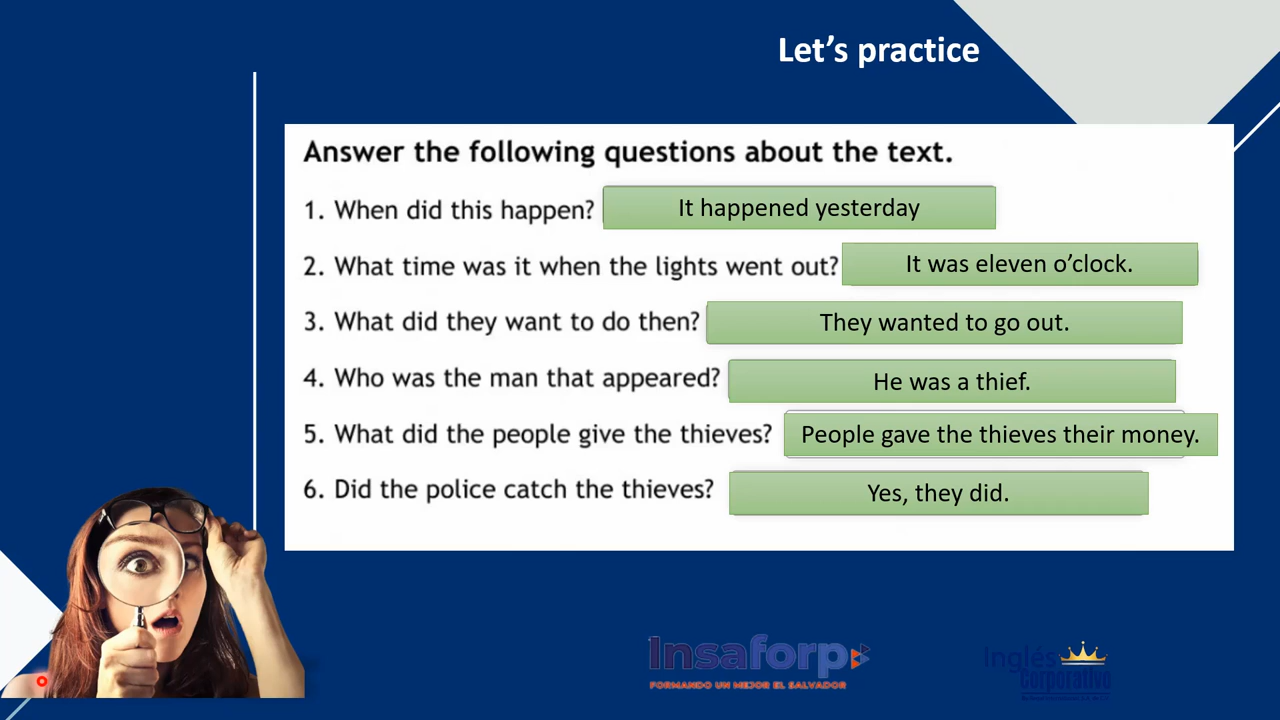 Let’s practice
Answer the following questions about the text.
1. When did this happen? It happened yesterday
2. What time was it when the lights went out? It was eleven o’clock.
3. What did they want to do then? They wanted to go out.
4. Who was the man that appeared? He was a thief.
5. What did the people give the thieves? People gave the thieves their money.
6. Did the police catch the thieves? Yes, they did.
Insaforp
FORMANDO UN MEJOR EL SALVADOR
Inglés
Corporativo